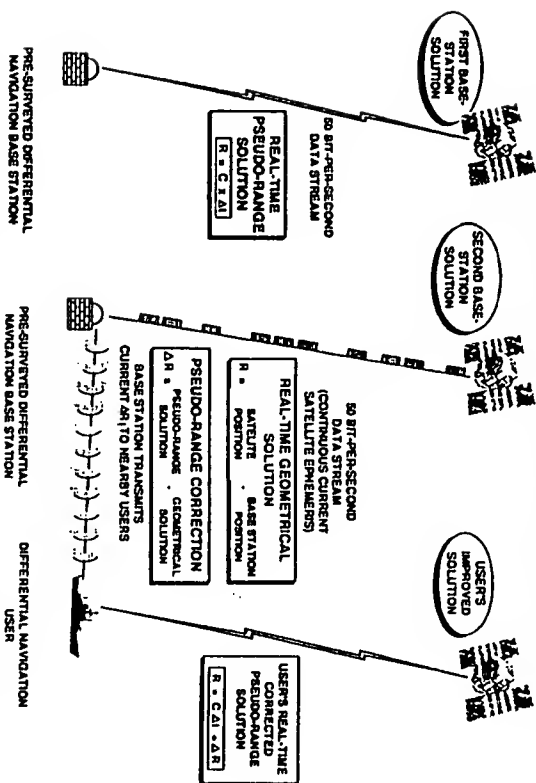 FIRST BASE-
STATION
SOLUTION
50 BIT-PER-SECOND
DATA STREAM
REAL-TIME
PSEUDO-RANGE
SOLUTION
R = C x Δt
PRE-SURVEYED DIFFERENTIAL
NAVIGATION BASE STATION
SECOND BASE-
STATION
SOLUTION
50 BIT-PER-SECOND
DATA STREAM
(CONTINUOUS CURRENT
SATELLITE EPHEMERIS)
REAL-TIME GEOMETRICAL
SOLUTION
R = SATELITE POSITION - BASE STATION POSITION
PSEUDO-RANGE CORRECTION
ΔR = PSEUDO-RANGE SOLUTION - GEOMETRICAL SOLUTION
BASE STATION TRANSMITS
CURRENT ΔR, TO NEARBY USERS
PRE-SURVEYED DIFFERENTIAL
NAVIGATION BASE STATION
USER'S
IMPROVED
SOLUTION
USER'S REAL-TIME
CORRECTED
PSEUDO-RANGE
SOLUTION
R = C Δt + ΔR
DIFFERENTIAL NAVIGATION
USER